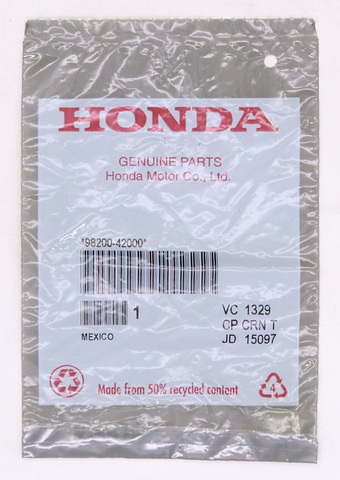 HONDA
GENUINE PARTS
Honda Motor Co., Ltd.
*98200-42000*
1
VC 1329
CP CRN T
MEXICO
JD 15097
Made from 50% recycled content
4